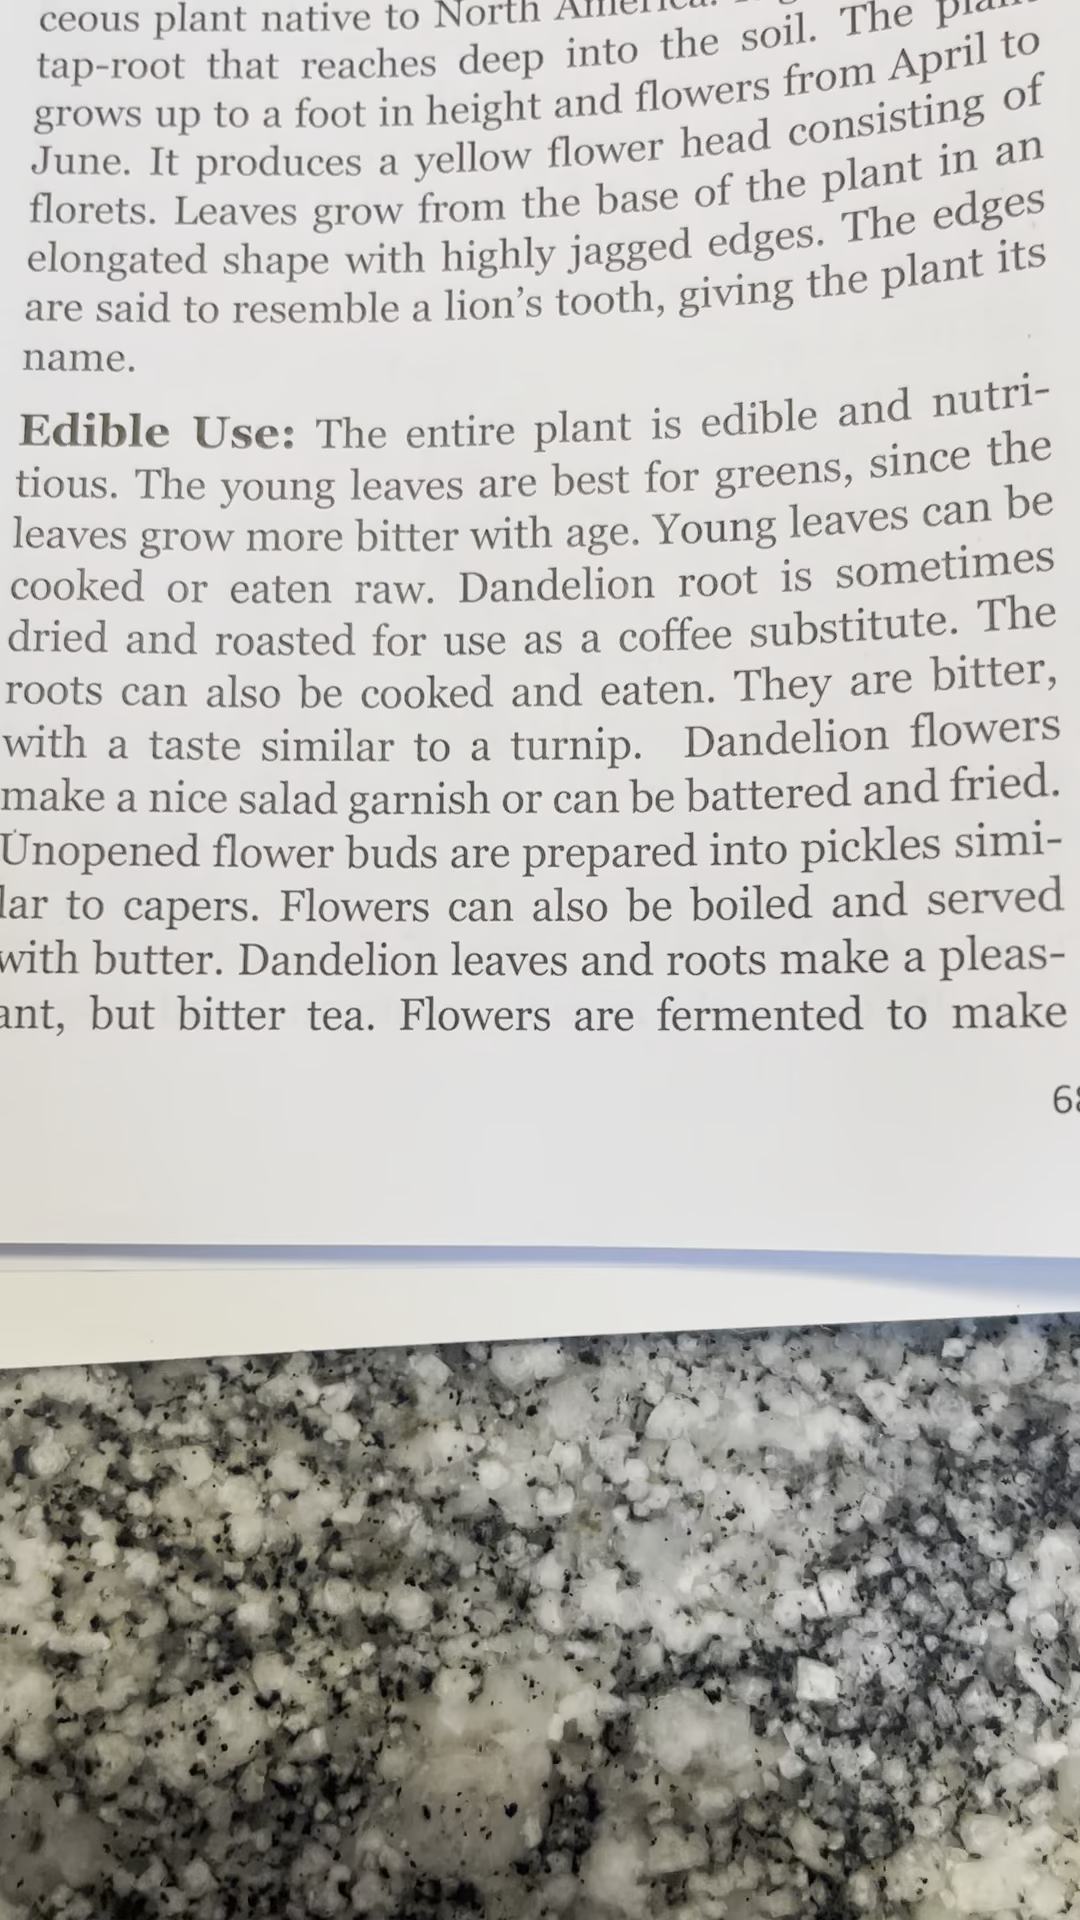 ceous plant native to North America.
tap-root that reaches deep into the soil. The plant
grows up to a foot in height and flowers from April to
June. It produces a yellow flower head consisting of
florets. Leaves grow from the base of the plant in an
elongated shape with highly jagged edges. The edges
are said to resemble a lion's tooth, giving the plant its
name.
Edible Use: The entire plant is edible and nutri-
tious. The young leaves are best for greens, since the
leaves grow more bitter with age. Young leaves can be
cooked or eaten raw. Dandelion root is sometimes
dried and roasted for use as a coffee substitute. The
roots can also be cooked and eaten. They are bitter,
with a taste similar to a turnip. Dandelion flowers
make a nice salad garnish or can be battered and fried.
Unopened flower buds are prepared into pickles simi-
lar to capers. Flowers can also be boiled and served
with butter. Dandelion leaves and roots make a pleas-
ant, but bitter tea. Flowers are fermented to make